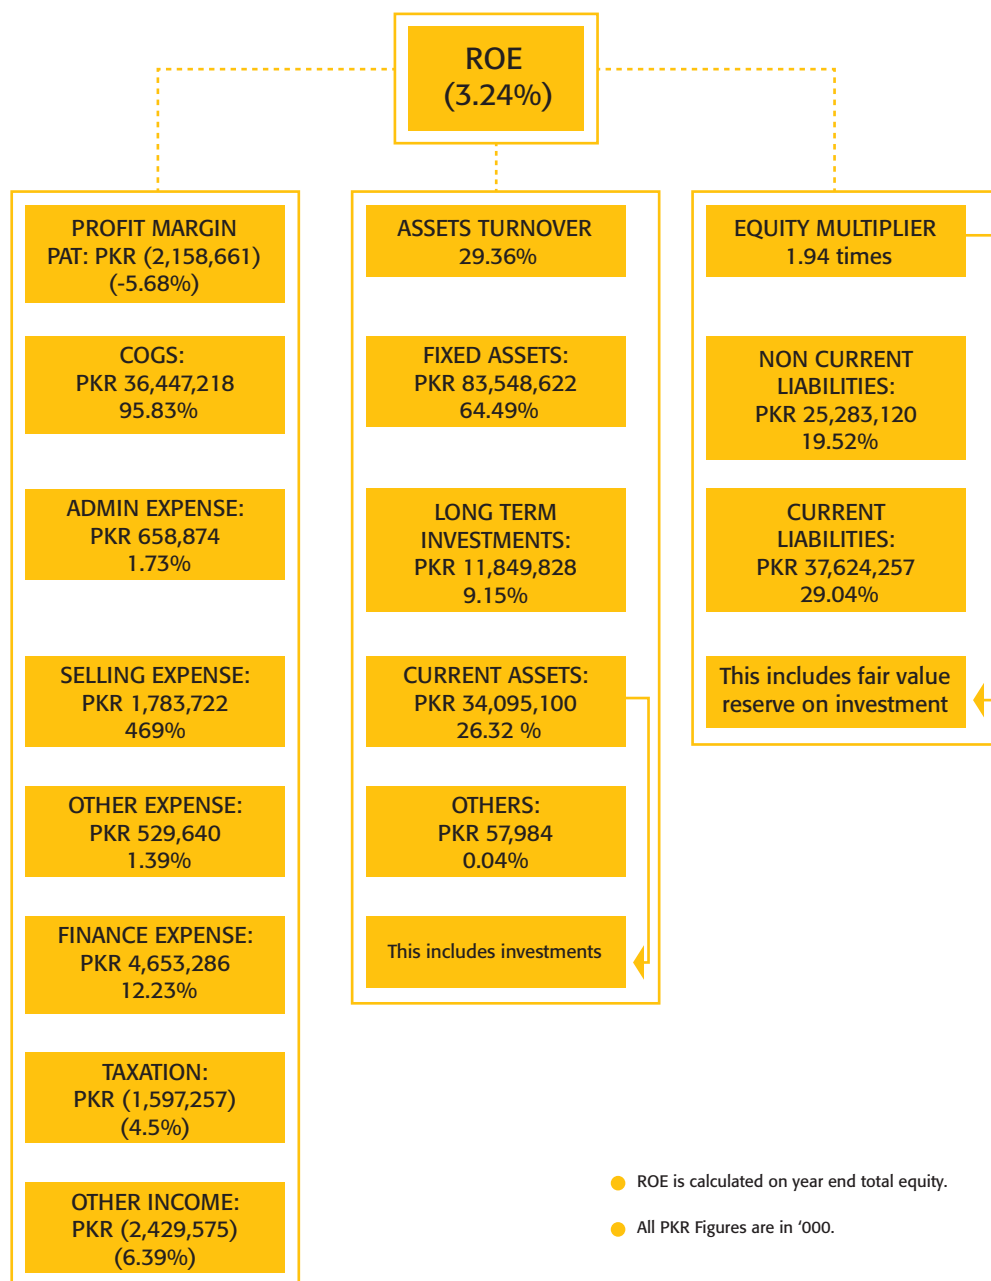 ROE
(3.24%)
PROFIT MARGIN
PAT: PKR (2,158,661)
(-5.68%)
COGS:
PKR 36,447,218
95.83%
ADMIN EXPENSE:
PKR 658,874
1.73%
SELLING EXPENSE:
PKR 1,783,722
469%
OTHER EXPENSE:
PKR 529,640
1.39%
FINANCE EXPENSE:
PKR 4,653,286
12.23%
TAXATION:
PKR (1,597,257)
(4.5%)
OTHER INCOME:
PKR (2,429,575)
(6.39%)
ASSETS TURNOVER
29.36%
FIXED ASSETS:
PKR 83,548,622
64.49%
LONG TERM
INVESTMENTS:
PKR 11,849,828
9.15%
CURRENT ASSETS:
PKR 34,095,100
26.32 %
OTHERS:
PKR 57,984
0.04%
This includes investments
EQUITY MULTIPLIER
1.94 times
NON CURRENT
LIABILITIES:
PKR 25,283,120
19.52%
CURRENT
LIABILITIES:
PKR 37,624,257
29.04%
This includes fair value
reserve on investment
ROE is calculated on year end total equity.
All PKR Figures are in ‘000.